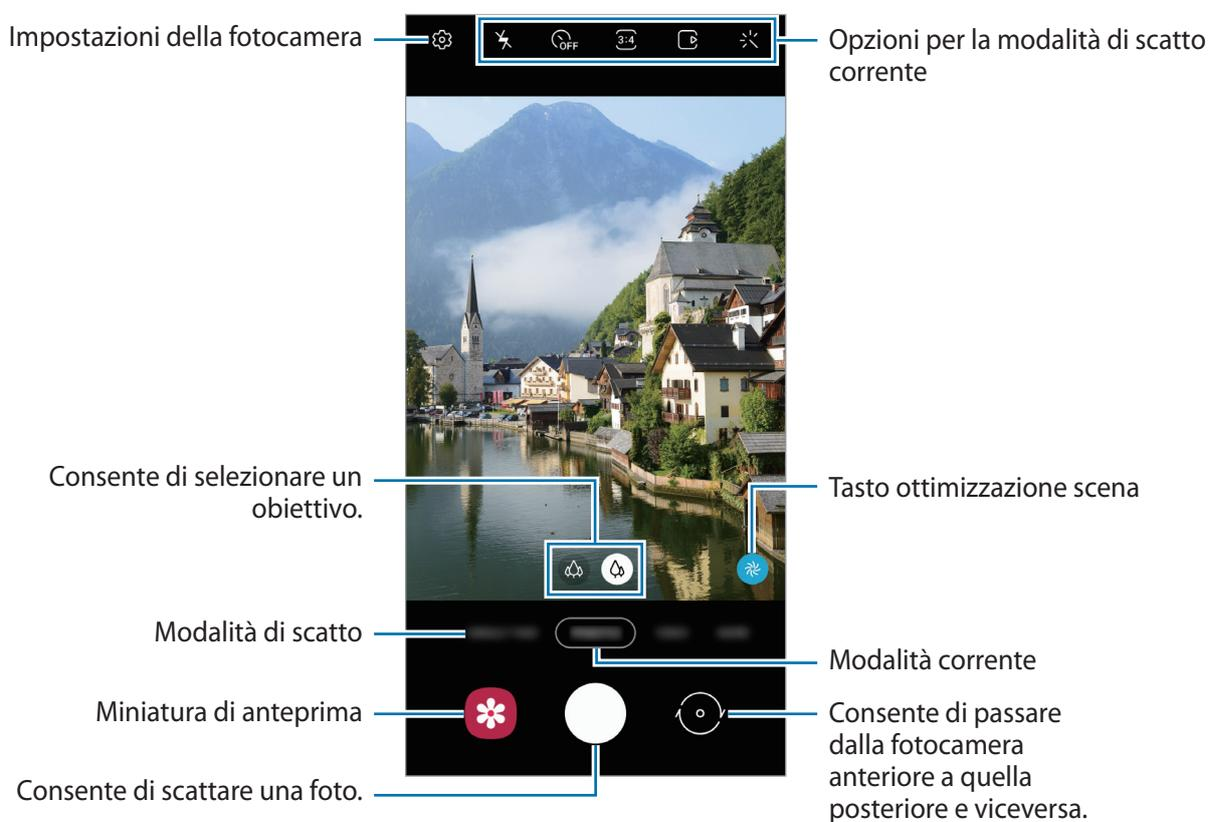 Impostazioni della fotocamera
OFF
3:4
Opzioni per la modalità di scatto
corrente
Consente di selezionare un
obiettivo.
Tasto ottimizzazione scena
Modalità di scatto
Modalità corrente
Miniatura di anteprima
Consente di passare
dalla fotocamera
anteriore a quella
posteriore e viceversa.
Consente di scattare una foto.